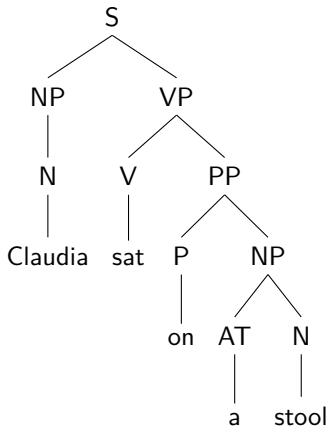 S
NP VP
N V PP
Claudia sat P NP
on AT N
a stool